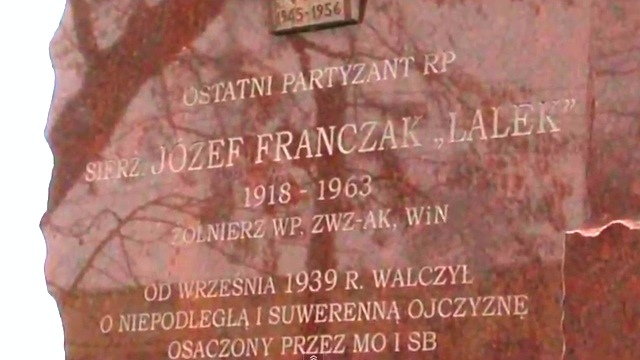 1945-1956
OSTATNI PARTYZANT RP
SIERŻ. JÓZEF FRANCZAK „LALEK”
1918 - 1963
ŻOŁNIERZ WP, ZWZ-AK, WiN
OD WRZEŚNIA 1939 R. WALCZYŁ
O NIEPODLEGŁĄ I SUWERENNĄ OJCZYZNĘ
OSACZONY PRZEZ MO I SB